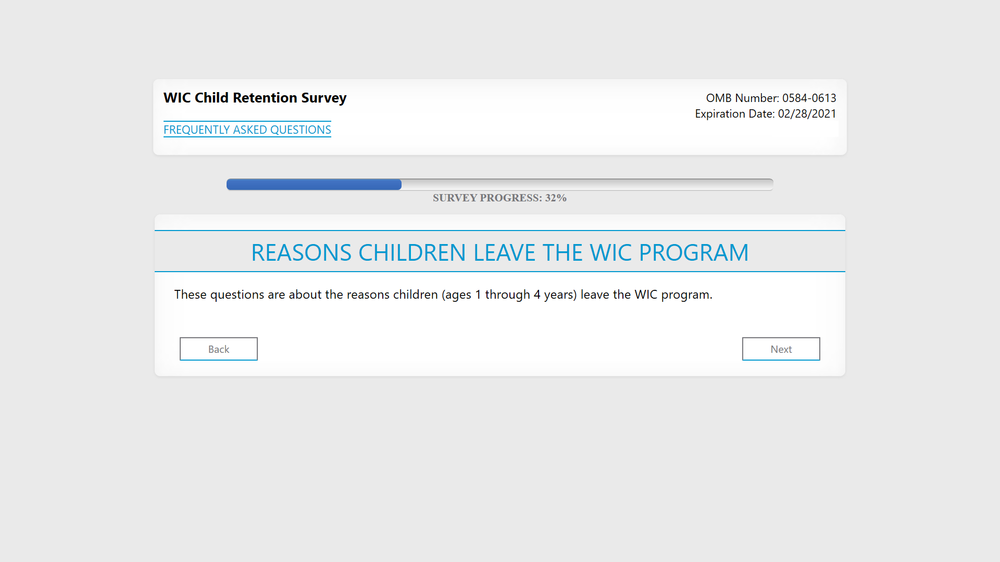 WIC Child Retention Survey
OMB Number: 0584-0613
Expiration Date: 02/28/2021
FREQUENTLY ASKED QUESTIONS
SURVEY PROGRESS: 32%
REASONS CHILDREN LEAVE THE WIC PROGRAM
These questions are about the reasons children (ages 1 through 4 years) leave the WIC program.
Back
Next